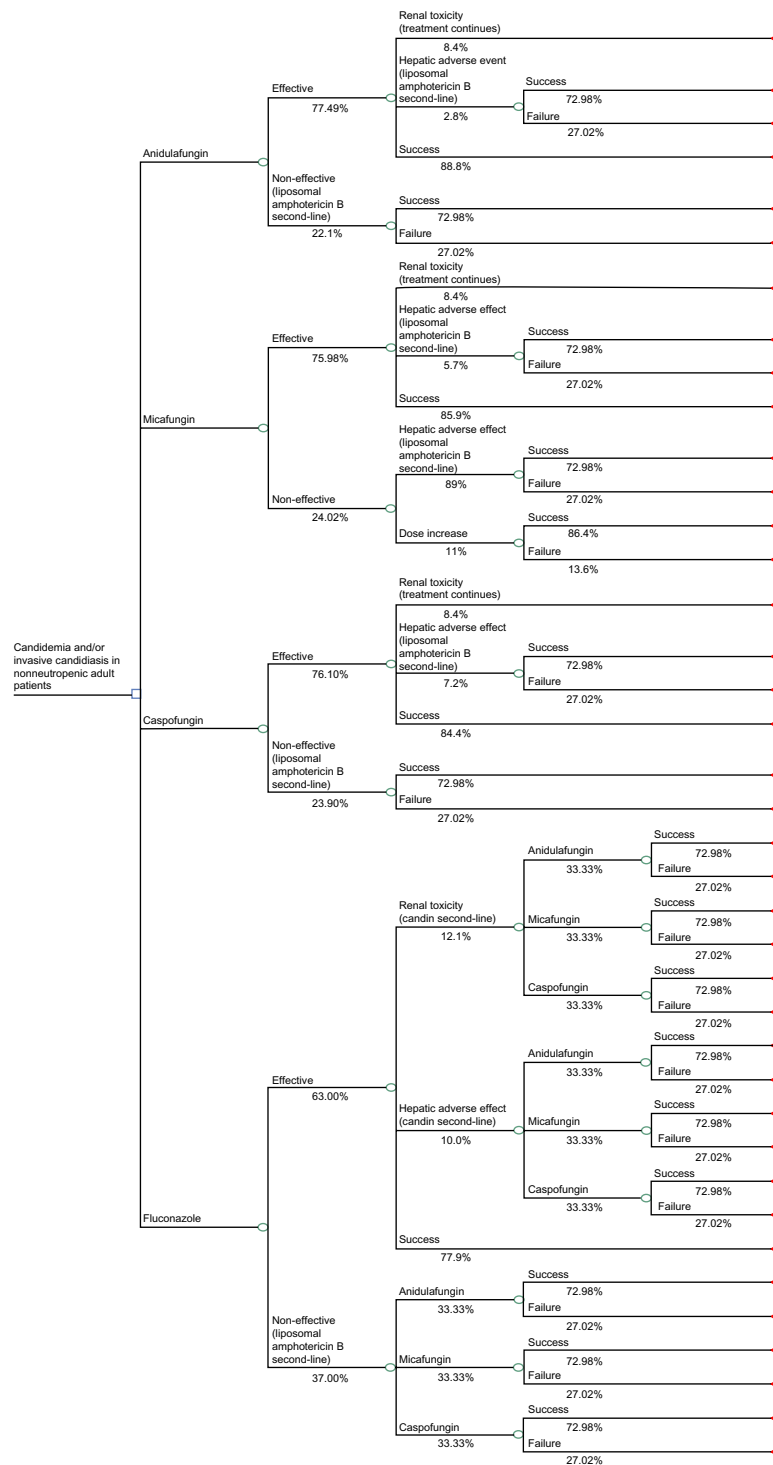 Renal toxicity
(treatment continues)
8.4%
Hepatic adverse event
(liposomal
amphotericin B
second-line)
2.8%
Success
72.98%
Failure
27.02%
Success
88.8%
Effective
77.49%
Anidulafungin
Non-effective
(liposomal
amphotericin B
second-line)
22.1%
Success
72.98%
Failure
27.02%
Renal toxicity
(treatment continues)
8.4%
Hepatic adverse effect
(liposomal
amphotericin B
second-line)
5.7%
Success
72.98%
Failure
27.02%
Success
85.9%
Effective
75.98%
Micafungin
Hepatic adverse effect
(liposomal
amphotericin B
second-line)
89%
Success
72.98%
Failure
27.02%
Non-effective
24.02%
Dose increase
11%
Success
86.4%
Failure
13.6%
Renal toxicity
(treatment continues)
8.4%
Hepatic adverse effect
(liposomal
amphotericin B
second-line)
7.2%
Success
72.98%
Failure
27.02%
Success
84.4%
Effective
76.10%
Candidemia and/or
invasive candidiasis in
nonneutropenic adult
patients
Caspofungin
Non-effective
(liposomal
amphotericin B
second-line)
23.90%
Success
72.98%
Failure
27.02%
Renal toxicity
(candin second-line)
12.1%
Anidulafungin
33.33%
Success
72.98%
Failure
27.02%
Micafungin
33.33%
Success
72.98%
Failure
27.02%
Caspofungin
33.33%
Success
72.98%
Failure
27.02%
Effective
63.00%
Hepatic adverse effect
(candin second-line)
10.0%
Anidulafungin
33.33%
Success
72.98%
Failure
27.02%
Micafungin
33.33%
Success
72.98%
Failure
27.02%
Caspofungin
33.33%
Success
72.98%
Failure
27.02%
Fluconazole
Success
77.9%
Non-effective
(liposomal
amphotericin B
second-line)
37.00%
Anidulafungin
33.33%
Success
72.98%
Failure
27.02%
Micafungin
33.33%
Success
72.98%
Failure
27.02%
Caspofungin
33.33%
Success
72.98%
Failure
27.02%